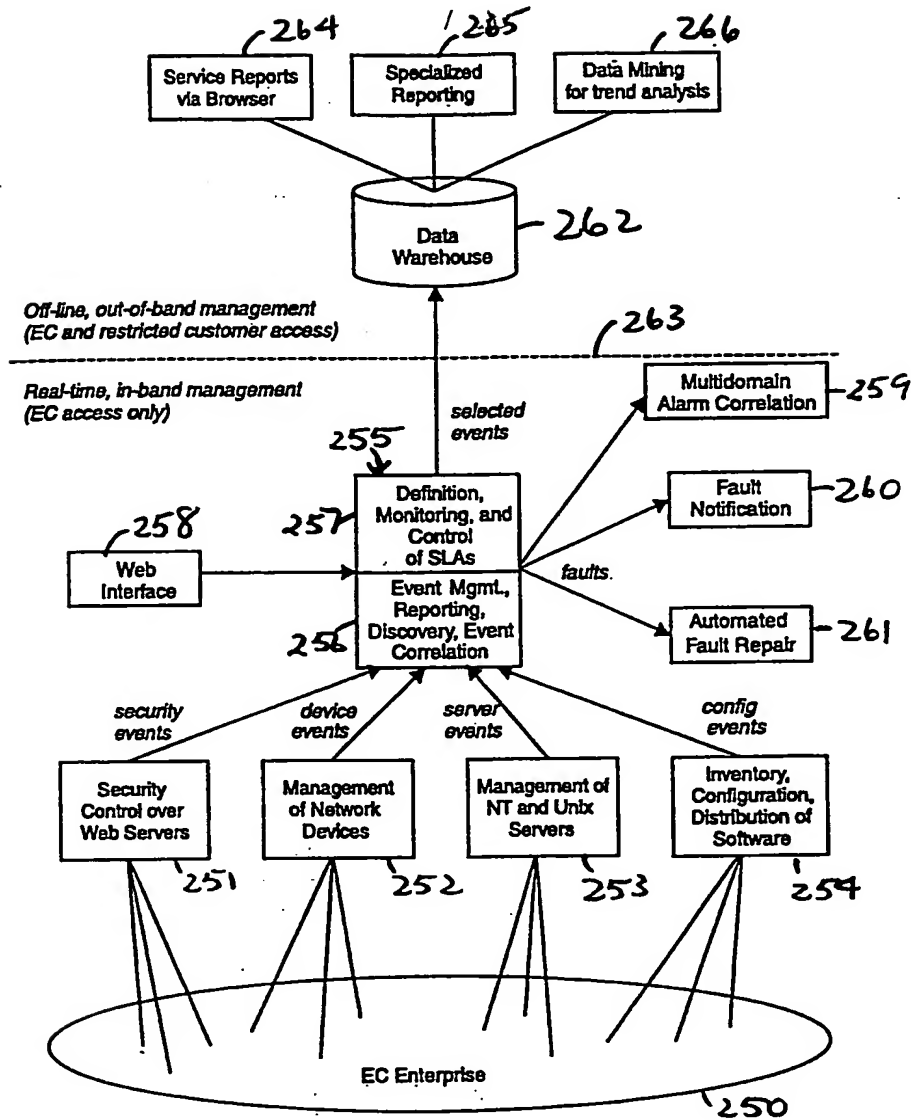 264
265
266
Service Reports
via Browser
Specialized
Reporting
Data Mining
for trend analysis
Data
Warehouse
262
Off-line, out-of-band management
(EC and restricted customer access)
263
Real-time, in-band management
(EC access only)
selected
events
Multidomain
Alarm Correlation
259
255
257
Definition,
Monitoring, and
Control
of SLAs
Fault
Notification
260
258
Web
Interface
faults.
256
Event Mgmt.,
Reporting,
Discovery, Event
Correlation
Automated
Fault Repair
261
security
events
device
events
server
events
config
events
Security
Control over
Web Servers
251
Management
of Network
Devices
252
Management of
NT and Unix
Servers
253
Inventory,
Configuration,
Distribution of
Software
254
EC Enterprise
250